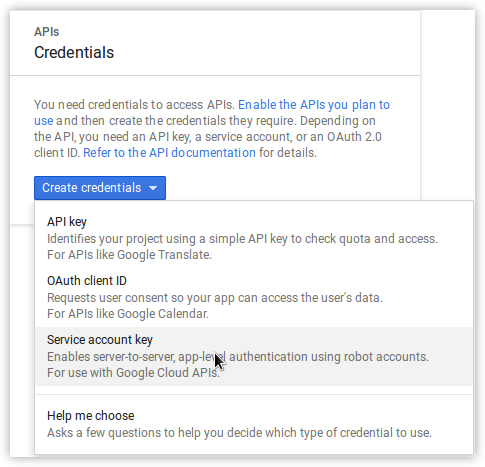 APIs
Credentials
You need credentials to access APIs. Enable the APIs you plan to
use and then create the credentials they require. Depending on
the API, you need an API key, a service account, or an OAuth 2.0
client ID. Refer to the API documentation for details.
Create credentials
API key
Identifies your project using a simple API key to check quota and access.
For APIs like Google Translate.
OAuth client ID
Requests user consent so your app can access the user's data.
For APIs like Google Calendar.
Service account key
Enables server-to-server, app-level authentication using robot accounts.
For use with Google Cloud APIs.
Help me choose
Asks a few questions to help you decide which type of credential to use.